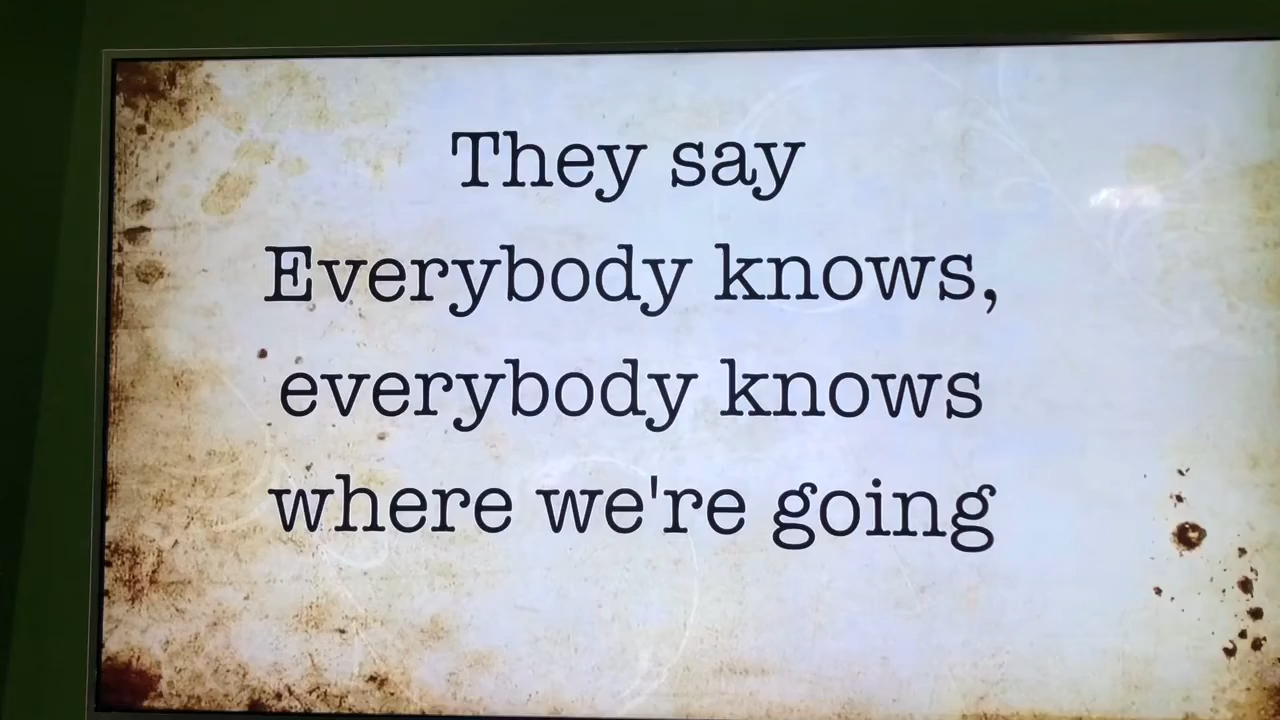 They say
Everybody knows,
everybody knows
where we're going